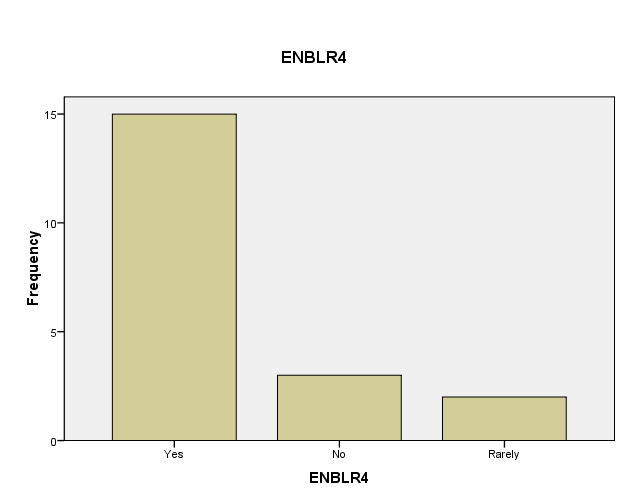 ENBLR4
Frequency
15
10
5
0
Yes No Rarely
ENBLR4